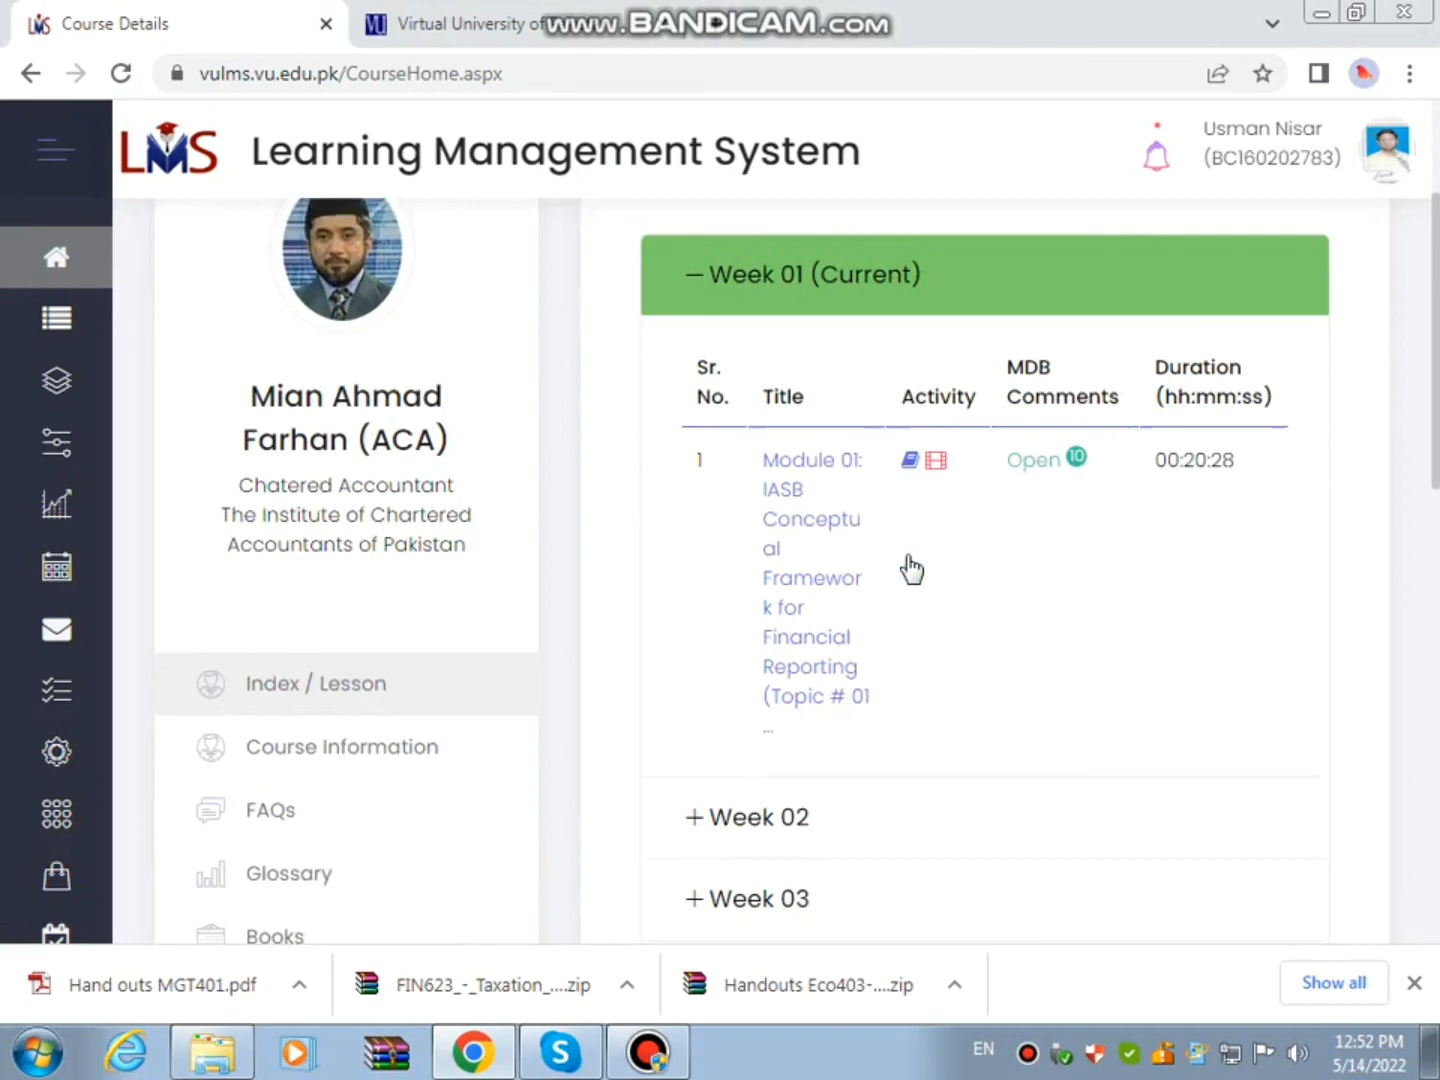 Course Details
Virtual University of
www.BANDICAM.com
vulms.vu.edu.pk/CourseHome.aspx
LMS
Learning Management System
Usman Nisar
(BC160202783)
Mian Ahmad
Farhan (ACA)
Chatered Accountant
The Institute of Chartered
Accountants of Pakistan
Index / Lesson
Course Information
FAQs
Glossary
Books
− Week 01 (Current)
Sr. No.
Title
Activity
MDB Comments
Duration (hh:mm:ss)
1
Module 01:
IASB
Conceptu
al
Framewor
k for
Financial
Reporting
(Topic # 01
...
Open 10
00:20:28
+ Week 02
+ Week 03
Hand outs MGT401.pdf
FIN623_-_Taxation_....zip
Handouts Eco403-....zip
Show all
EN
12:52 PM
5/14/2022